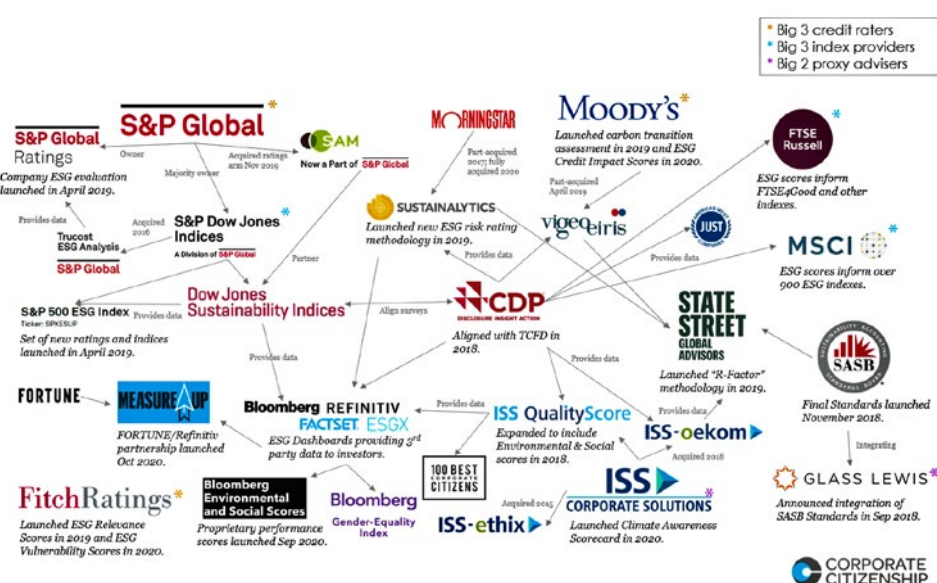 * Big 3 credit raters
* Big 3 index providers
* Big 2 proxy advisers
S&P Global
Ratings
Company ESG evaluation
launched in April 2019.
S&P Global*
Owner
Majority owner
Acquired ratings
arm Nov 2019
SAM
Now a Part of S&P Global
MORNINGSTAR
Part-acquired
2017; fully
acquired 2020
MOODY'S*
Launched carbon transition
assessment in 2019 and ESG
Credit Impact Scores in 2020.
Part-acquired
April 2019
FTSE
Russell
*
ESG scores inform
FTSE4Good and other
indexes.
Provides data
Trucost
ESG Analysis
S&P Global
Acquired
2016
S&P Dow Jones
Indices
*
A Division of S&P Global
Partner
SUSTAINALYTICS
Launched new ESG risk rating
methodology in 2019.
Provides data
vigeoeiris
JUST
Provides data
MSCI
*
ESG scores inform over
900 ESG indexes.
S&P 500 ESG Index
Ticker: SPXESUP
Provides data
Set of new ratings and indices
launched in April 2019.
Dow Jones
Sustainability Indices
Align surveys
CDP
DISCLOSURE INSIGHT ACTION
Aligned with TCFD in
2018.
STATE
STREET
GLOBAL
ADVISORS
Launched "R-Factor"
methodology in 2019.
SASB
Final Standards launched
November 2018.
Provides data
Provides data
FORTUNE
MEASURE UP
FORTUNE/Refinitiv
partnership launched
Oct 2020.
Bloomberg REFINITIV
FACTSET ESGX
ESG Dashboards providing 3rd
party data to investors.
Provides data
ISS QualityScore
Expanded to include
Environmental & Social
scores in 2018.
Provides data
ISS-oekom
Acquired 2018
Integrating
FitchRatings*
Launched ESG Relevance
Scores in 2019 and ESG
Vulnerability Scores in 2020.
Bloomberg
Environmental
and Social Scores
Proprietary performance
scores launched Sep 2020.
Bloomberg
Gender-Equality
Index
100 BEST
CORPORATE
CITIZENS
ISS-ethix
Acquired 2015
ISS
CORPORATE SOLUTIONS
*
Launched Climate Awareness
Scorecard in 2020.
GLASS LEWIS*
Announced integration of
SASB Standards in Sep 2018.
CORPORATE
CITIZENSHIP